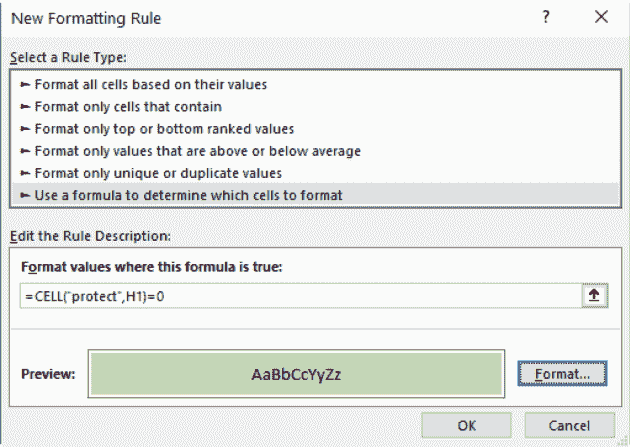 New Formatting Rule ?
Select a Rule Type:
► Format all cells based on their values
► Format only cells that contain
► Format only top or bottom ranked values
► Format only values that are above or below average
► Format only unique or duplicate values
► Use a formula to determine which cells to format
Edit the Rule Description:
Format values where this formula is true:
=CELL("protect",H1)=0
Preview: AaBbCcYyZz Format...
OK Cancel